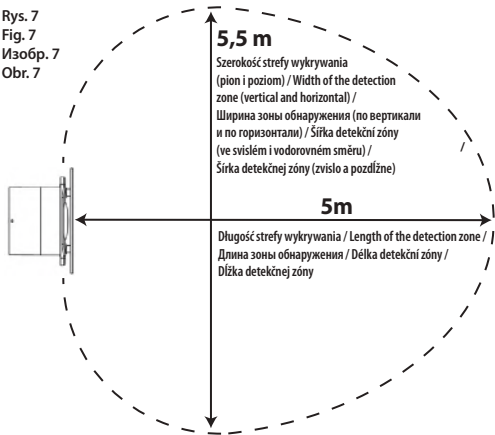 Rys. 7
Fig. 7
Изобр. 7
Obr. 7
5,5 m
Szerokość strefy wykrywania
(pion i poziom) / Width of the detection
zone (vertical and horizontal) /
Ширина зоны обнаружения (по вертикали
и по горизонтали) / Šířka detekční zóny
(ve svislém i vodorovném směru) /
Šírka detekčnej zóny (zvislo a pozdĺžne)
/
5m
Długość strefy wykrywania / Length of the detection zone /
Длина зоны обнаружения / Délka detekční zóny /
Dĺžka detekčnej zóny